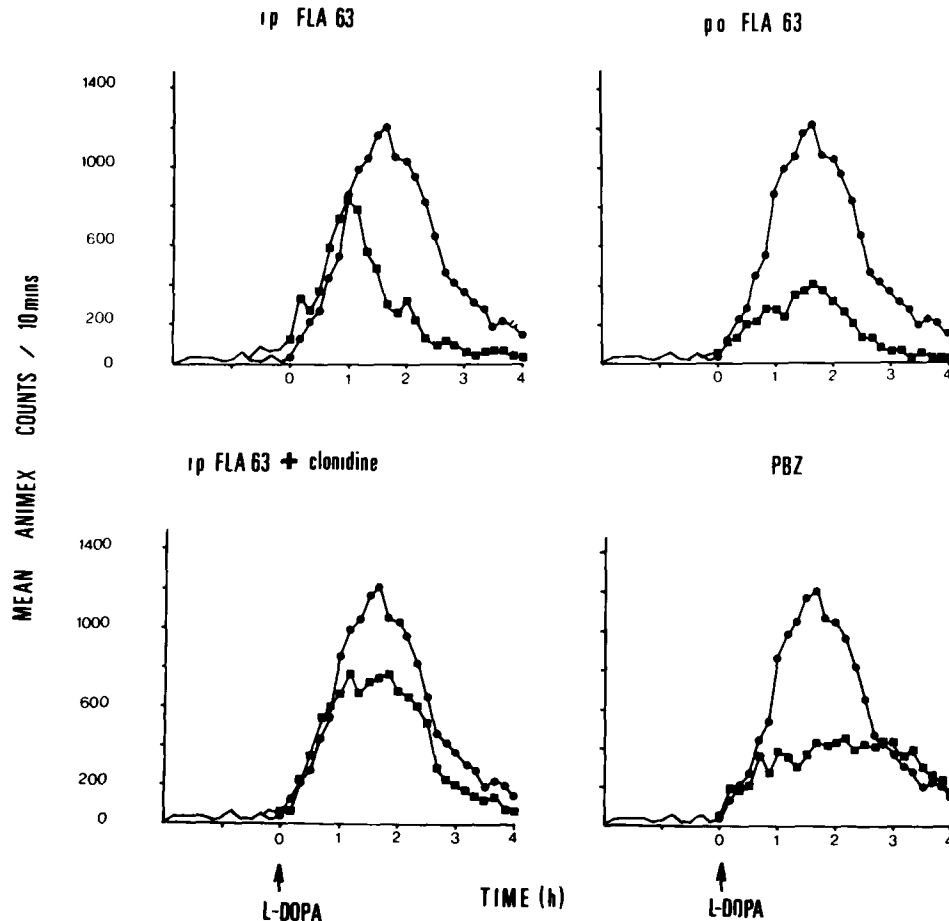 ip FLA 63
po FLA 63
1400
1000
600
200
0
0 1 2 3 4
0 1 2 3 4
ip FLA 63 + clonidine
PBZ
1400
1000
600
200
0
0 1 2 3 4
0 1 2 3 4
MEAN ANIMEX COUNTS / 10mins
L-DOPA
TIME (h)
L-DOPA